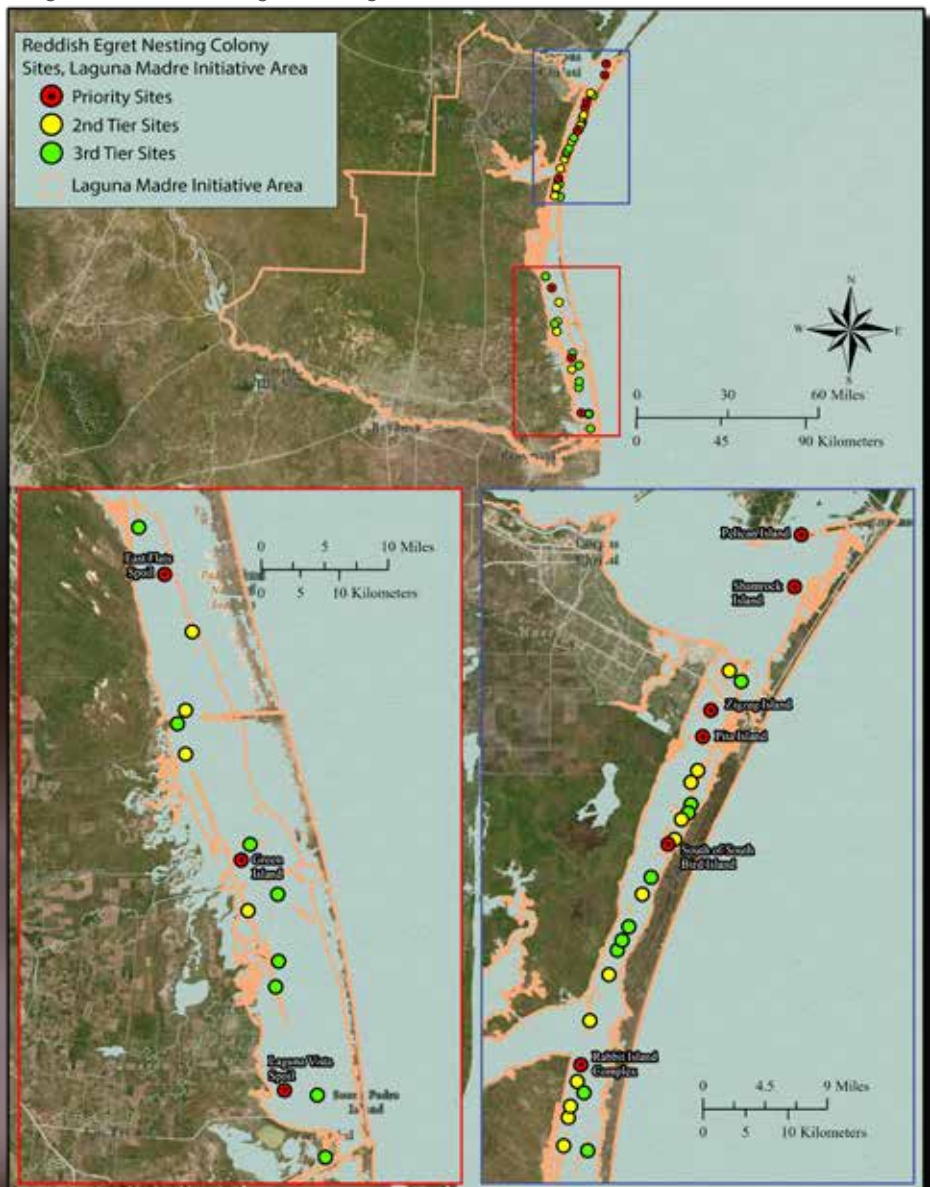 Reddish Egret Nesting Colony
Sites, Laguna Madre Initiative Area
Priority Sites
2nd Tier Sites
3rd Tier Sites
Laguna Madre Initiative Area
N
W
E
S
0 30 60 Miles
0 45 90 Kilometers
East Flats
Spoil
0 5 10 Miles
0 5 10 Kilometers
Green
Island
Laguna Vista
Spoil
South Padre
Island
Pelican Island
Shamrock
Island
Zigzag Island
Pita Island
South of South
Bird Island
Rabbit Island
Complex
0 4.5 9 Miles
0 5 10 Kilometers